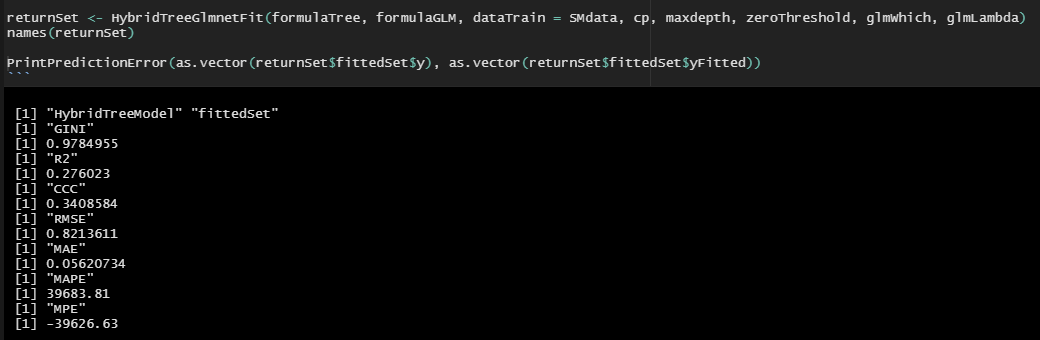 returnSet <- HybridTreeGlmnetFit(formulaTree, formulaGLM, dataTrain = SMdata, cp, maxdepth, zeroThreshold, glmWhich, glmLambda)
names(returnSet)
PrintPredictionError(as.vector(returnSet$fittedSet$y), as.vector(returnSet$fittedSet$yFitted))
```
[1] "HybridTreeModel" "fittedSet"
[1] "GINI"
[1] 0.9784955
[1] "R2"
[1] 0.276023
[1] "CCC"
[1] 0.3408584
[1] "RMSE"
[1] 0.8213611
[1] "MAE"
[1] 0.05620734
[1] "MAPE"
[1] 39683.81
[1] "MPE"
[1] -39626.63